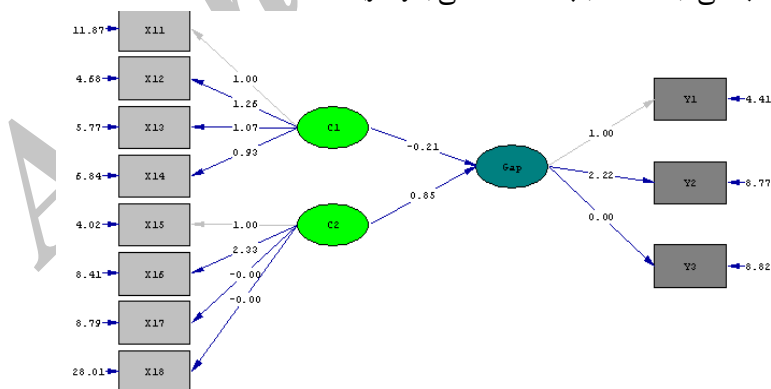 11.87 X11
4.68 X12
5.77 X13
6.84 X14
4.02 X15
8.41 X16
8.79 X17
28.01 X18
1.00
1.26
1.07
0.93
1.00
2.33
-0.00
-0.00
C1
C2
-0.21
0.85
Gap
1.00
2.22
0.00
Y1 4.41
Y2 8.77
Y3 8.82